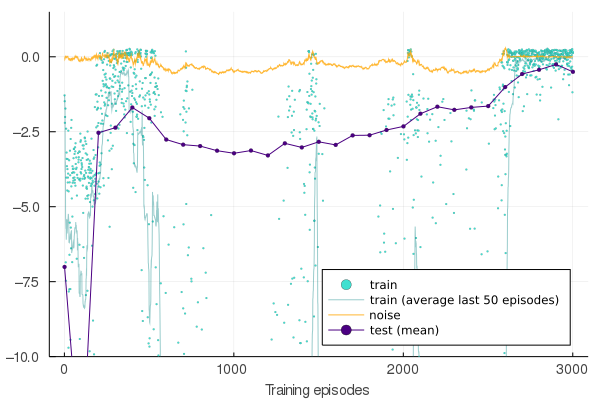 0.0
−2.5
−5.0
−7.5
−10.0
train
train (average last 50 episodes)
noise
test (mean)
0
1000
2000
3000
Training episodes